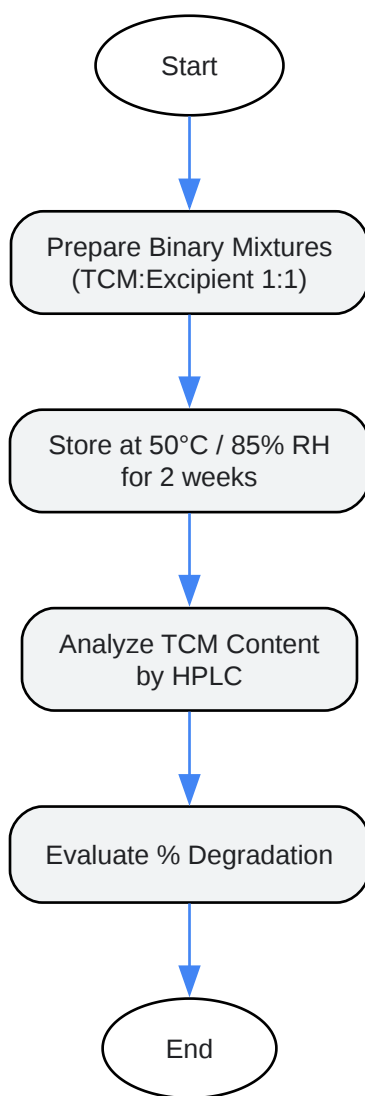 Start
Prepare Binary Mixtures
(TCM:Excipient 1:1)
Store at 50°C / 85% RH
for 2 weeks
Analyze TCM Content
by HPLC
Evaluate % Degradation
End